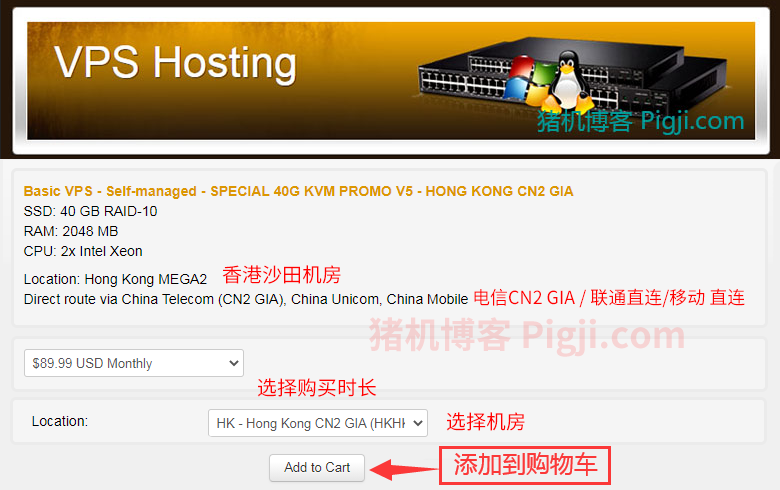 VPS Hosting
猪机博客 Pigji.com
Basic VPS - Self-managed - SPECIAL 40G KVM PROMO V5 - HONG KONG CN2 GIA
SSD: 40 GB RAID-10
RAM: 2048 MB
CPU: 2x Intel Xeon
Location: Hong Kong MEGA2 香港沙田机房
Direct route via China Telecom (CN2 GIA), China Unicom, China Mobile 电信CN2 GIA / 联通直连/移动 直连
猪机博客 Pigji.com
$89.99 USD Monthly
选择购买时长
Location: HK - Hong Kong CN2 GIA (HKHK 选择机房
Add to Cart 添加到购物车